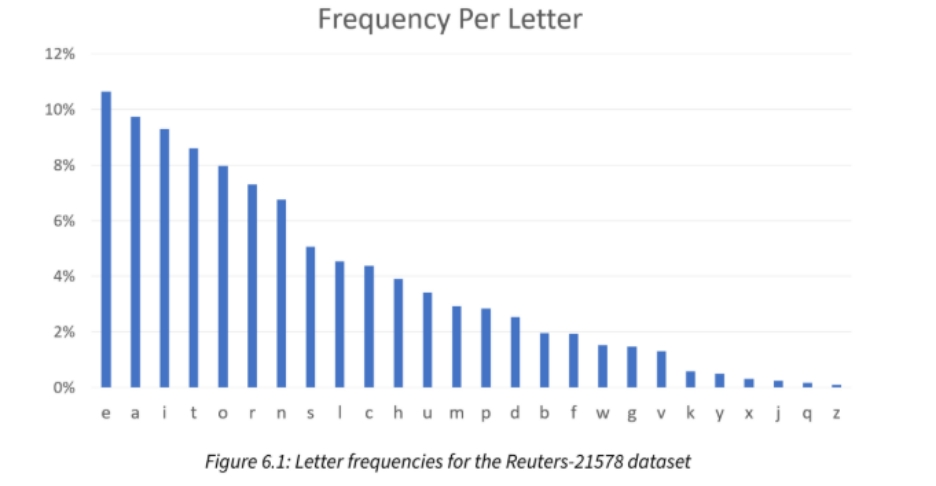 Frequency Per Letter
12%
10%
8%
6%
4%
2%
0%
e a i t o r n s l c h u m p d b f w g v k y x j q z
Figure 6.1: Letter frequencies for the Reuters-21578 dataset